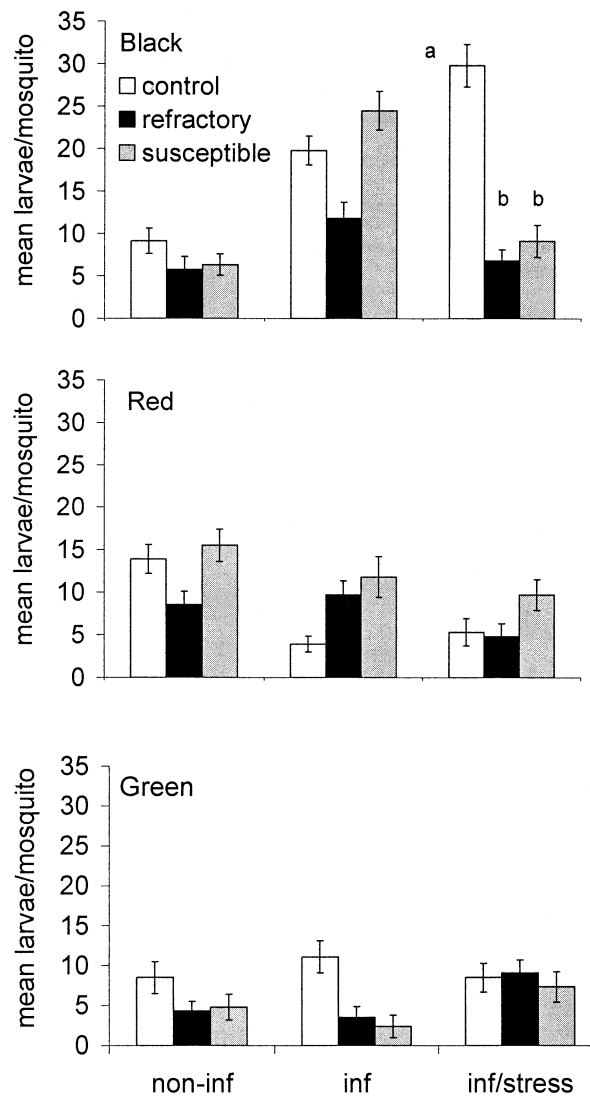 Black
control
refractory
susceptible
a
b b
mean larvae/mosquito
35
30
25
20
15
10
5
0
Red
mean larvae/mosquito
35
30
25
20
15
10
5
0
Green
mean larvae/mosquito
35
30
25
20
15
10
5
0
non-inf inf inf/stress